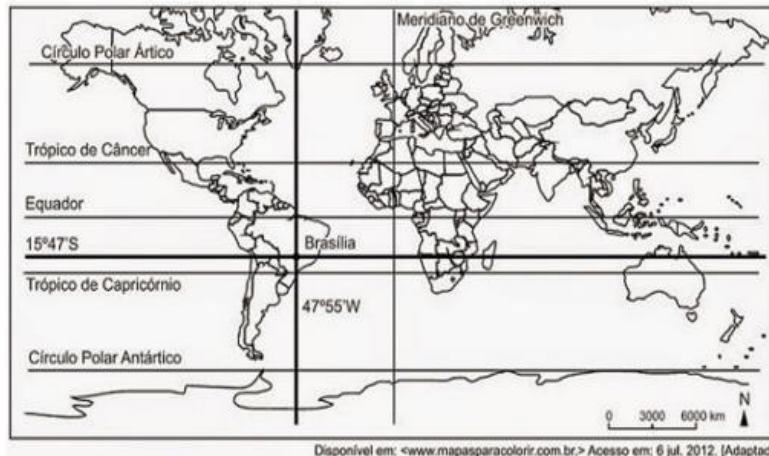 Meridiano de Greenwich
Círculo Polar Ártico
Trópico de Câncer
Equador
15º47'S
Brasília
Trópico de Capricórnio
47º55'W
Círculo Polar Antártico
N
0 3000 6000 km
Disponível em: <www.mapasparacolorir.com.br.> Acesso em: 6 jul. 2012. [Adaptad